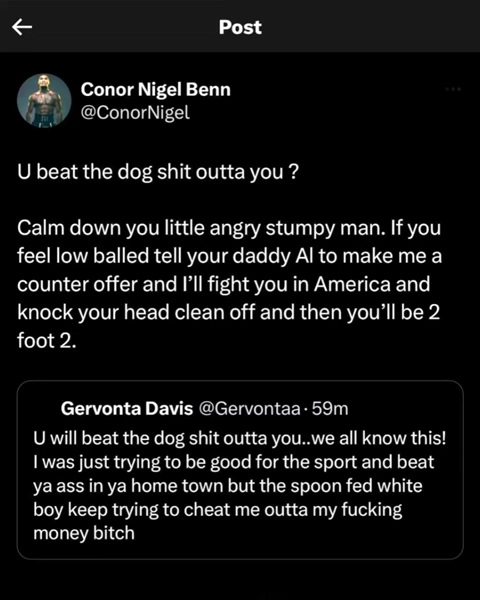 Post
Conor Nigel Benn
@ConorNigel
U beat the dog shit outta you ?
Calm down you little angry stumpy man. If you
feel low balled tell your daddy Al to make me a
counter offer and I’ll fight you in America and
knock your head clean off and then you’ll be 2
foot 2.
Gervonta Davis @Gervontaa · 59m
U will beat the dog shit outta you..we all know this!
I was just trying to be good for the sport and beat
ya ass in ya home town but the spoon fed white
boy keep trying to cheat me outta my fucking
money bitch